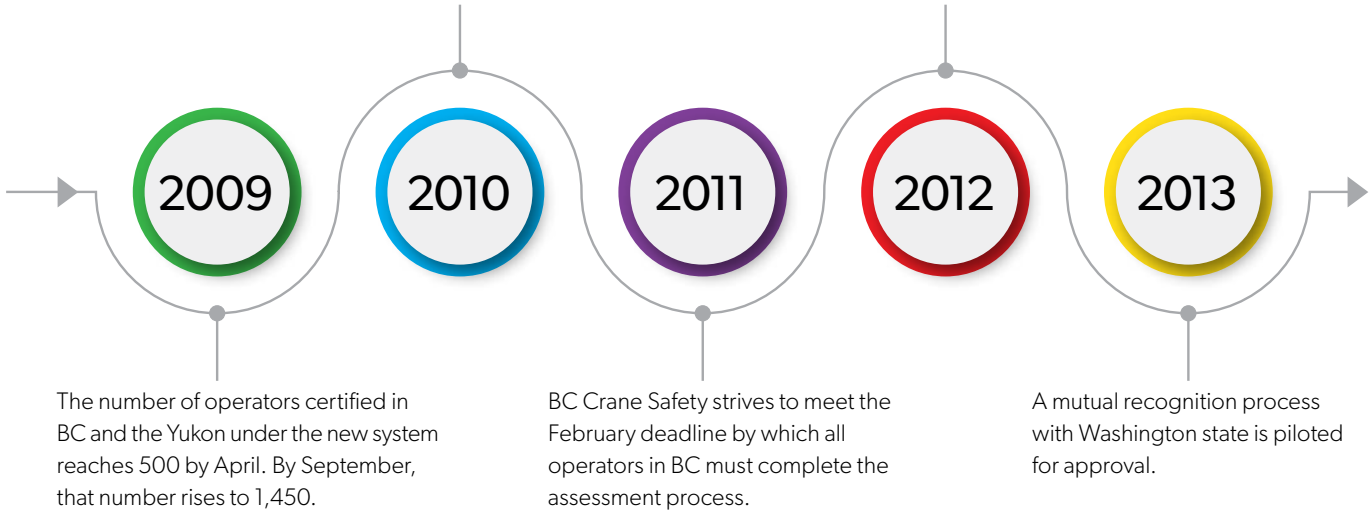 2009
2010
2011
2012
2013
The number of operators certified in
BC and the Yukon under the new system
reaches 500 by April. By September,
that number rises to 1,450.
BC Crane Safety strives to meet the
February deadline by which all
operators in BC must complete the
assessment process.
A mutual recognition process
with Washington state is piloted
for approval.